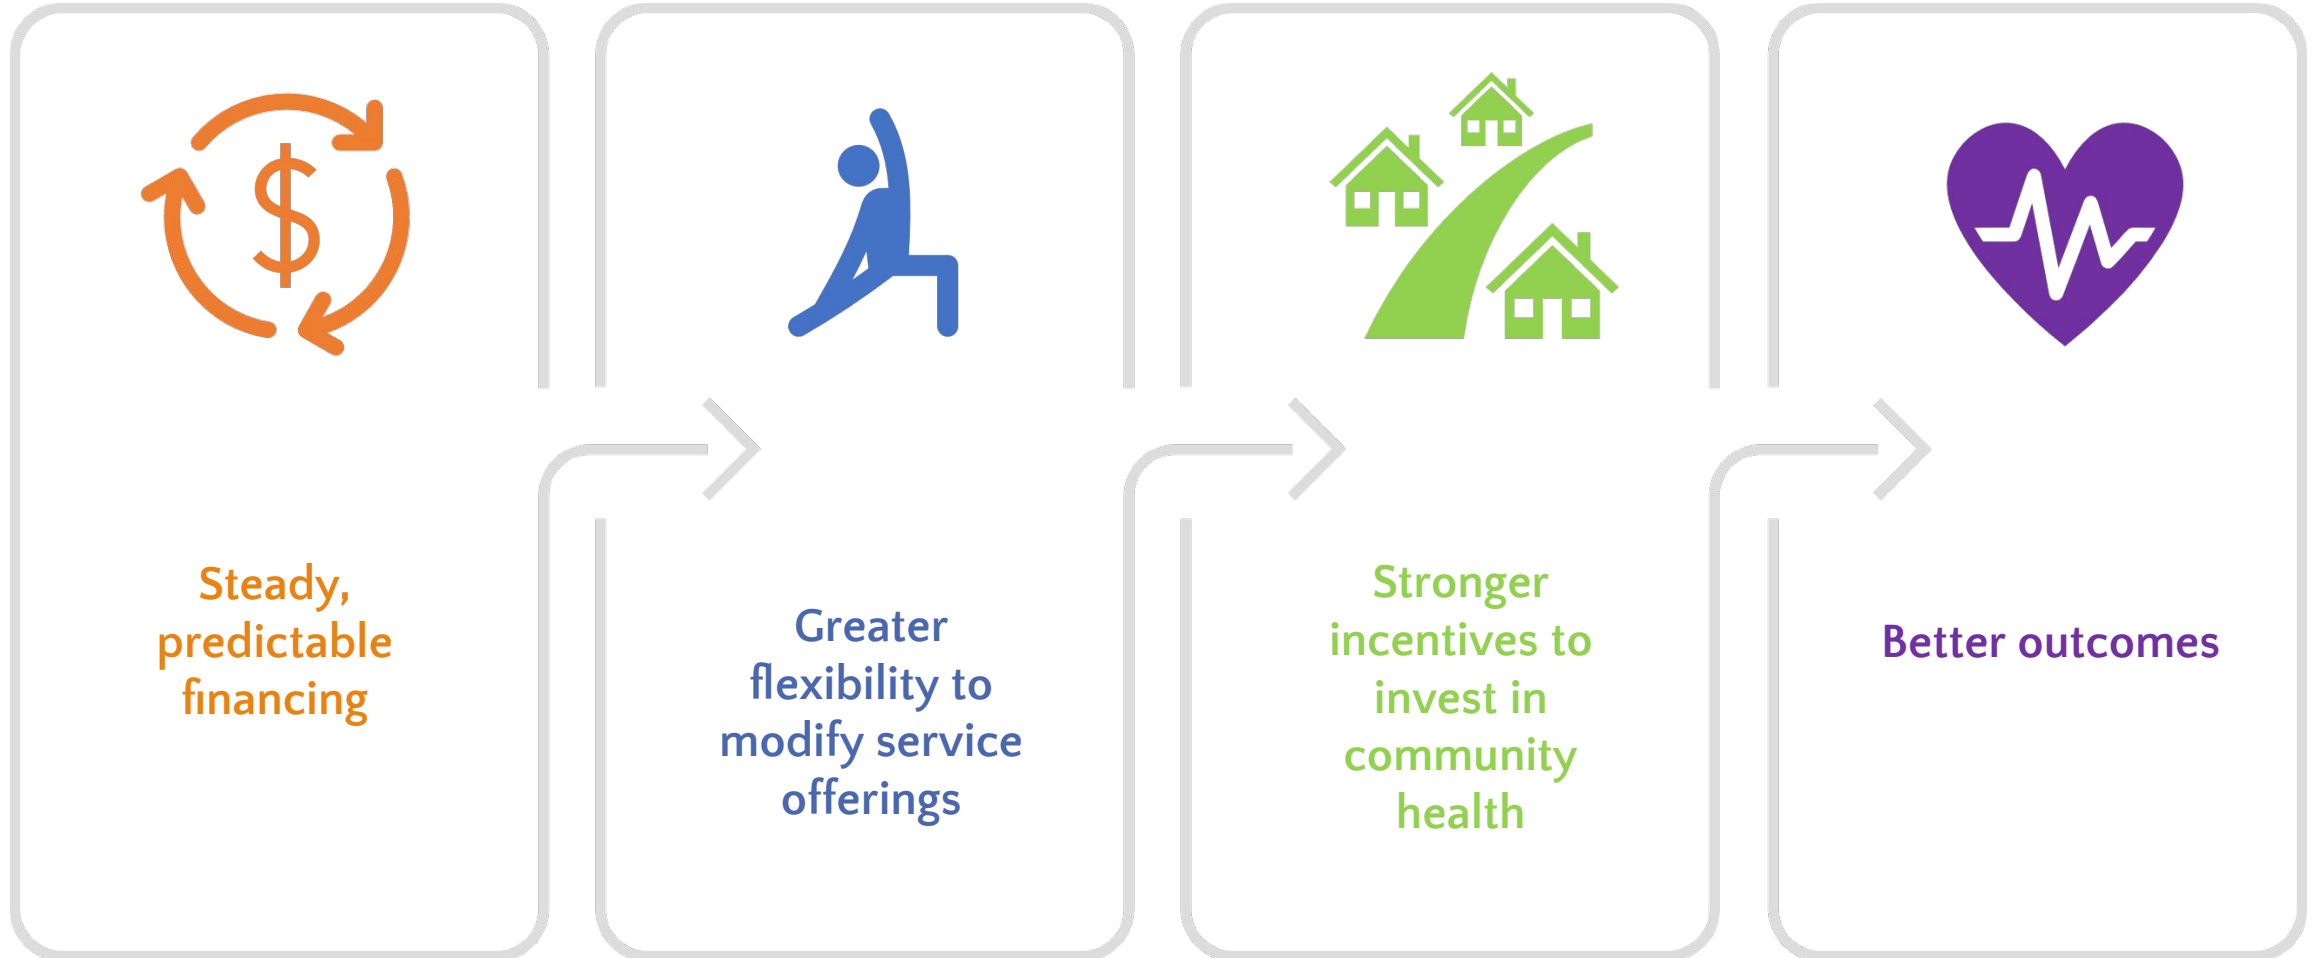 Steady,
predictable
financing
Greater
flexibility to
modify service
offerings
Stronger
incentives to
invest in
community
health
Better outcomes